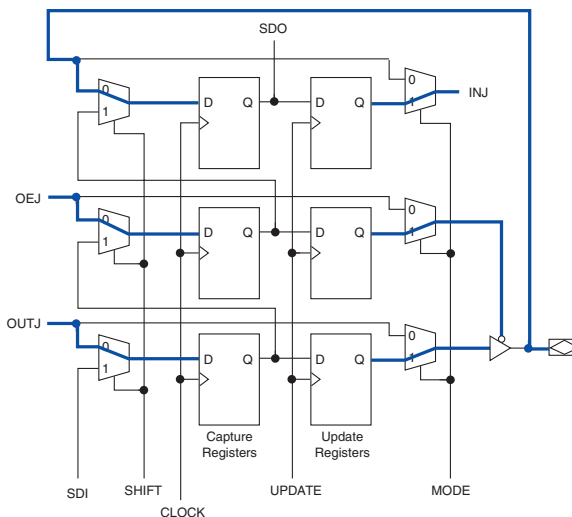 SDO
0
1
D Q
D Q
0
1
INJ
OEJ
0
1
D Q
D Q
0
1
OUTJ
0
1
D Q
D Q
0
1
Capture
Registers
Update
Registers
SDI
SHIFT
CLOCK
UPDATE
MODE